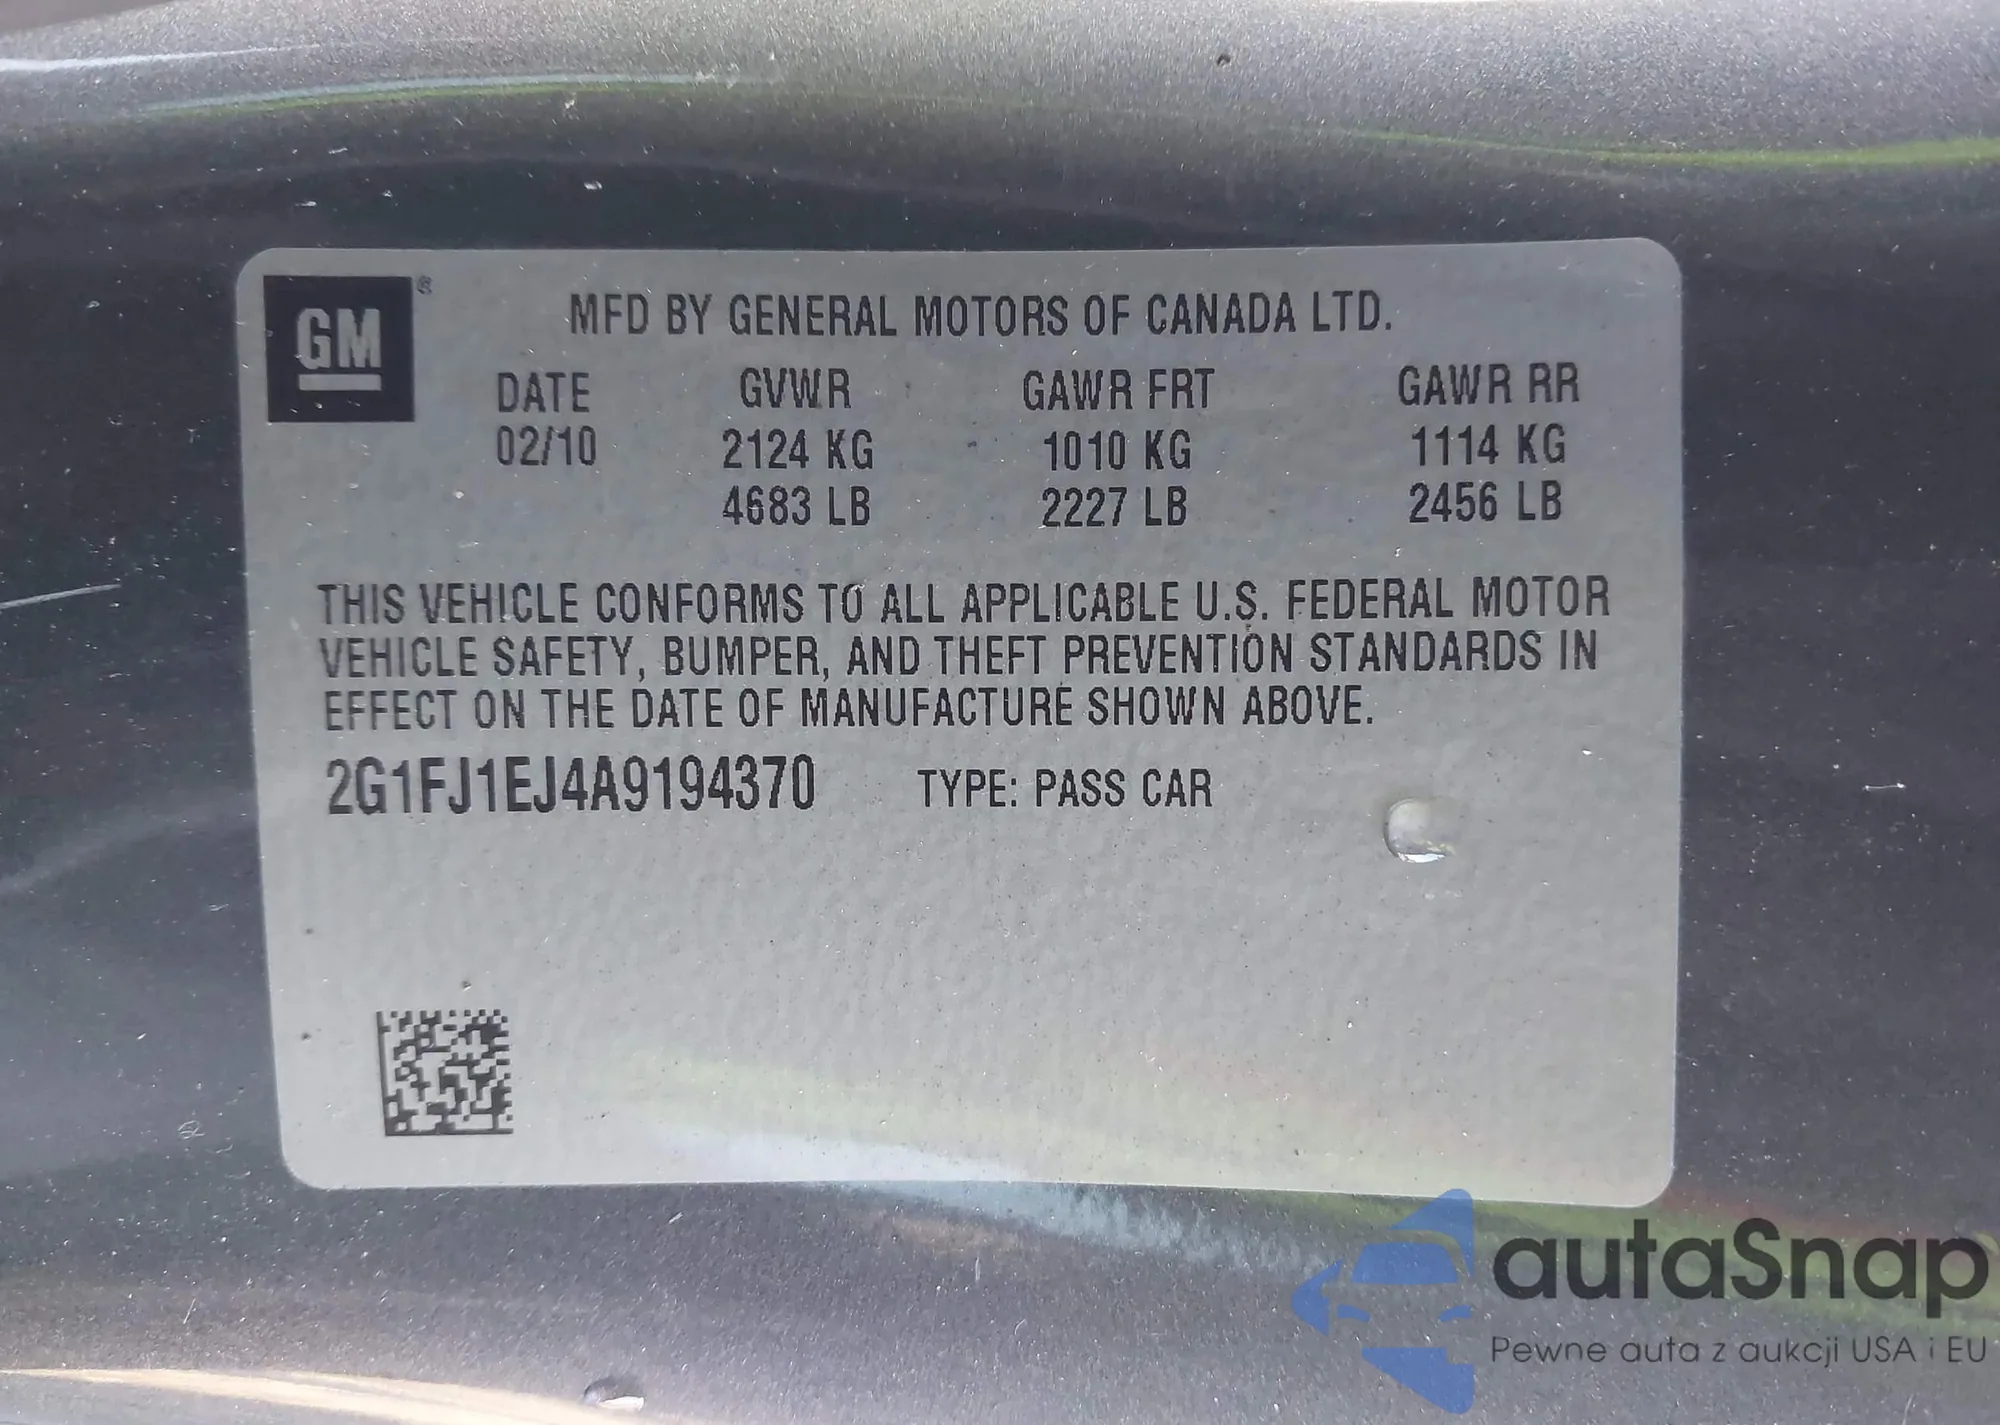 GM ®
MFD BY GENERAL MOTORS OF CANADA LTD.
DATE GVWR GAWR FRT GAWR RR
02/10 2124 KG 1010 KG 1114 KG
4683 LB 2227 LB 2456 LB
THIS VEHICLE CONFORMS TO ALL APPLICABLE U.S. FEDERAL MOTOR
VEHICLE SAFETY, BUMPER, AND THEFT PREVENTION STANDARDS IN
EFFECT ON THE DATE OF MANUFACTURE SHOWN ABOVE.
2G1FJ1EJ4A9194370 TYPE: PASS CAR
autaSnap
Pewne auta z aukcji USA i EU